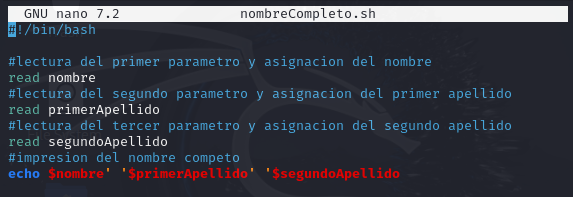 GNU nano 7.2 nombreCompleto.sh
#!/bin/bash
#lectura del primer parametro y asignacion del nombre
read nombre
#lectura del segundo parametro y asignacion del primer apellido
read primerApellido
#lectura del tercer parametro y asignacion del segundo apellido
read segundoApellido
#impresion del nombre competo
echo $nombre' '$primerApellido' '$segundoApellido